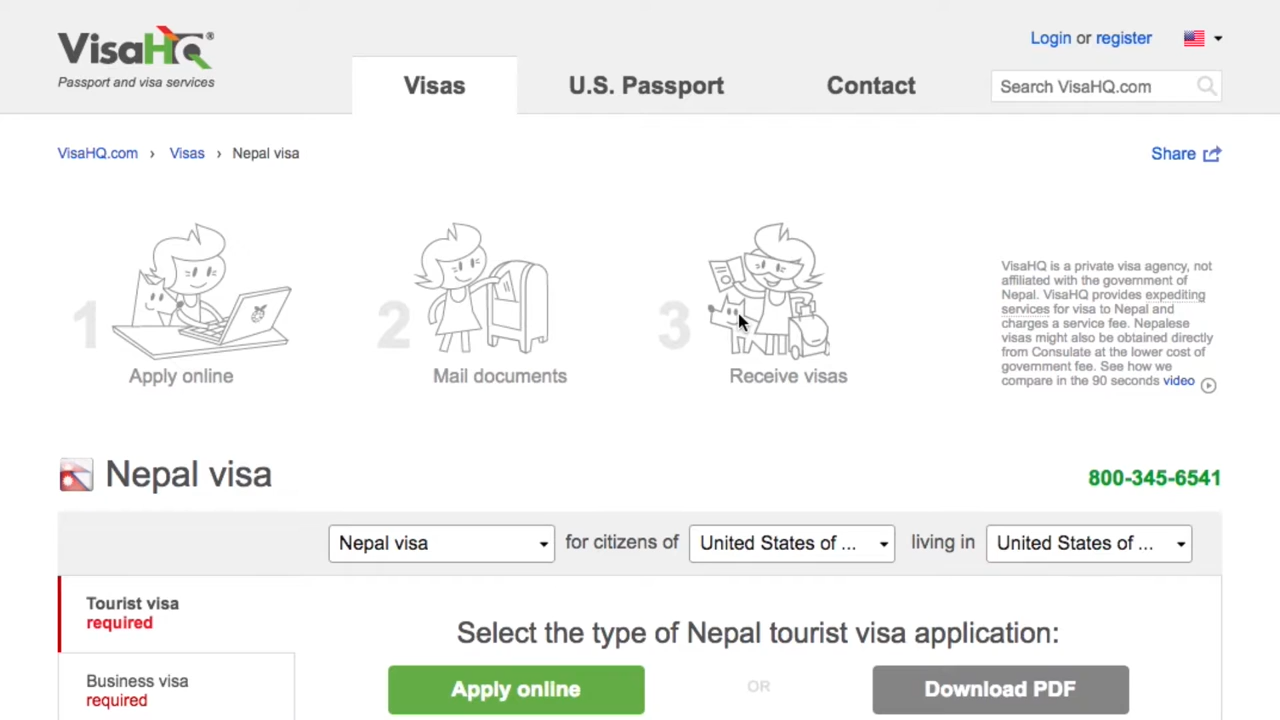 VisaHQ®
Passport and visa services
Login or register
Visas
U.S. Passport
Contact
Search VisaHQ.com
VisaHQ.com › Visas › Nepal visa
Share
1
Apply online
2
Mail documents
3
Receive visas
VisaHQ is a private visa agency, not
affiliated with the government of
Nepal. VisaHQ provides expediting
services for visa to Nepal and
charges a service fee. Nepalese
visas might also be obtained directly
from Consulate at the lower cost of
government fee. See how we
compare in the 90 seconds video
Nepal visa
800-345-6541
Nepal visa for citizens of United States of ... living in United States of ...
Tourist visa
required
Business visa
required
Select the type of Nepal tourist visa application:
Apply online
OR
Download PDF